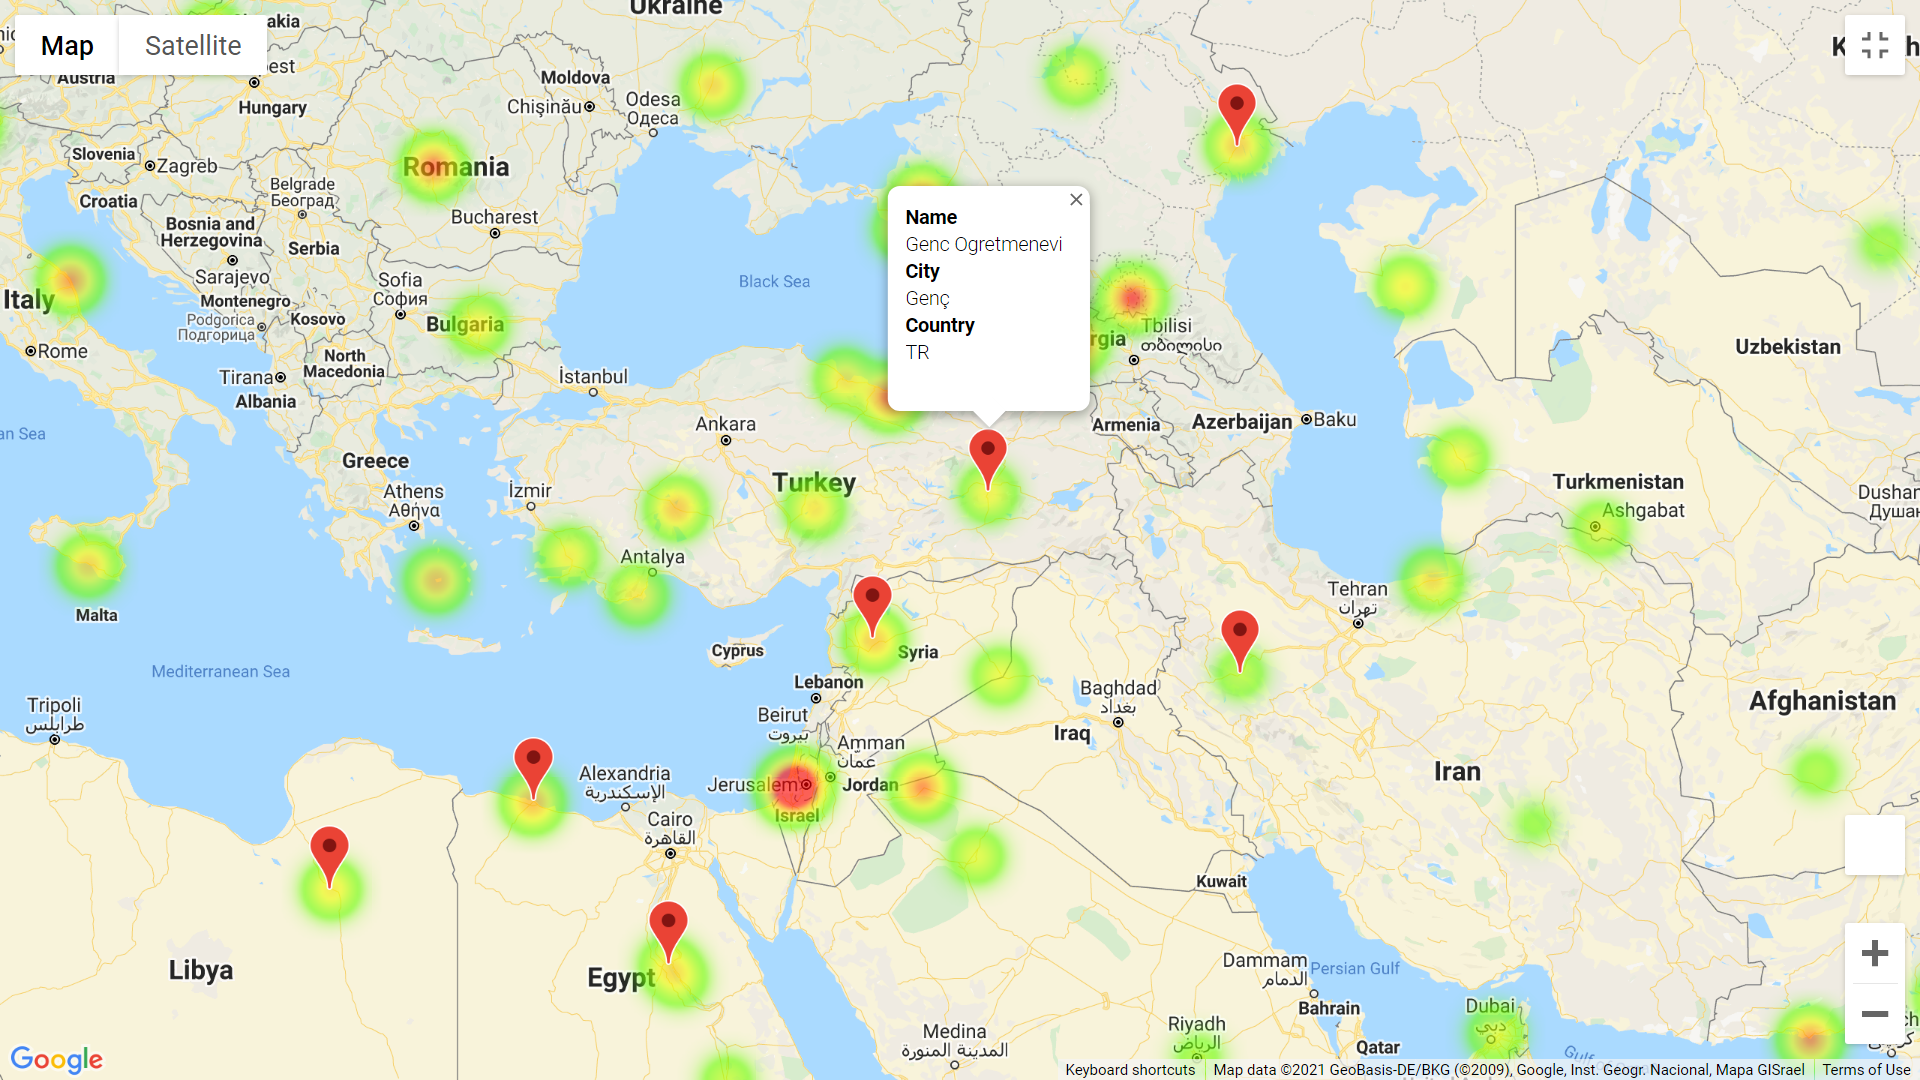 Ukraine
Map
Satellite
Austria
Hungary
Moldova
Chişinău
Odesa
Одеса
Slovenia
Zagreb
Romania
Croatia
Belgrade
Београд
Bosnia and
Herzegovina
Serbia
Bucharest
Sarajevo
Sofia
София
Montenegro
Podgorica
Подгорица
Kosovo
Bulgaria
Italy
Rome
North
Macedonia
Tirana
Albania
Black Sea
İstanbul
Name
Genc Ogretmenevi
City
Genç
Country
TR
Tbilisi
თბილისი
Uzbekistan
Ankara
Armenia
Azerbaijan
Baku
Greece
Turkey
Athens
Αθήνα
İzmir
Turkmenistan
Ashgabat
Antalya
Malta
Tehran
تهران
Cyprus
Syria
Mediterranean Sea
Lebanon
Beirut
بيروت
Baghdad
بغداد
Iraq
Afghanistan
Tripoli
طرابلس
Amman
عمّان
Alexandria
الإسكندرية
Jerusalem
Jordan
Israel
Iran
Cairo
القاهرة
Kuwait
Libya
Egypt
Dammam
الدمام
Persian Gulf
Bahrain
Dubai
دبي
Medina
المدينة المنورة
Riyadh
الرياض
Qatar
Google
Keyboard shortcuts
Map data ©2021 GeoBasis-DE/BKG (©2009), Google, Inst. Geogr. Nacional, Mapa GISrael
Terms of Use